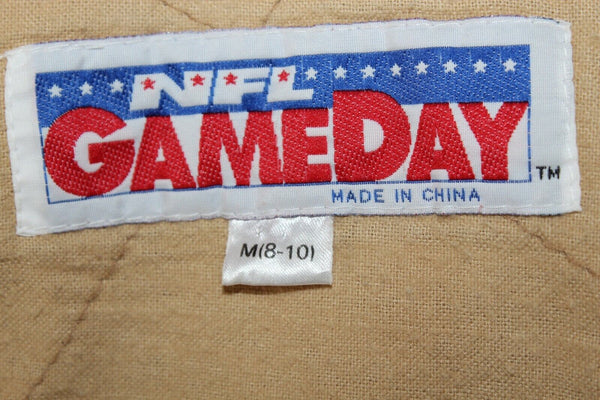 NFL
GAMEDAY
TM
MADE IN CHINA
M(8-10)